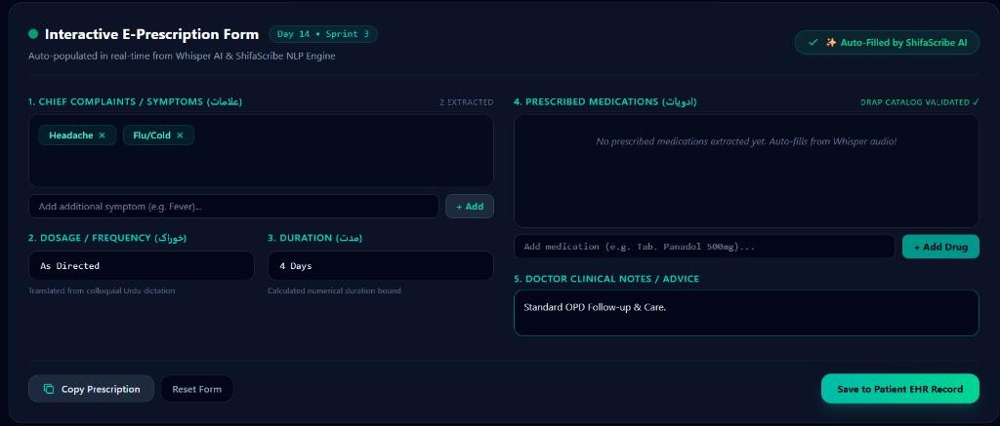 Interactive E-Prescription Form
Day 14 • Sprint 3
Auto-populated in real-time from Whisper AI & ShifaScribe NLP Engine
✓ ✨ Auto-Filled by ShifaScribe AI
1. CHIEF COMPLAINTS / SYMPTOMS (علامات)
2 EXTRACTED
Headache ×
Flu/Cold ×
Add additional symptom (e.g. Fever)...
+ Add
2. DOSAGE / FREQUENCY (خوراک)
As Directed
Translated from colloquial Urdu dictation
3. DURATION (مدت)
4 Days
Calculated numerical duration bound
4. PRESCRIBED MEDICATIONS (ادویات)
DRAP CATALOG VALIDATED ✓
No prescribed medications extracted yet. Auto-fills from Whisper audio!
Add medication (e.g. Tab. Panadol 500mg)...
+ Add Drug
5. DOCTOR CLINICAL NOTES / ADVICE
Standard OPD Follow-up & Care.
Copy Prescription
Reset Form
Save to Patient EHR Record